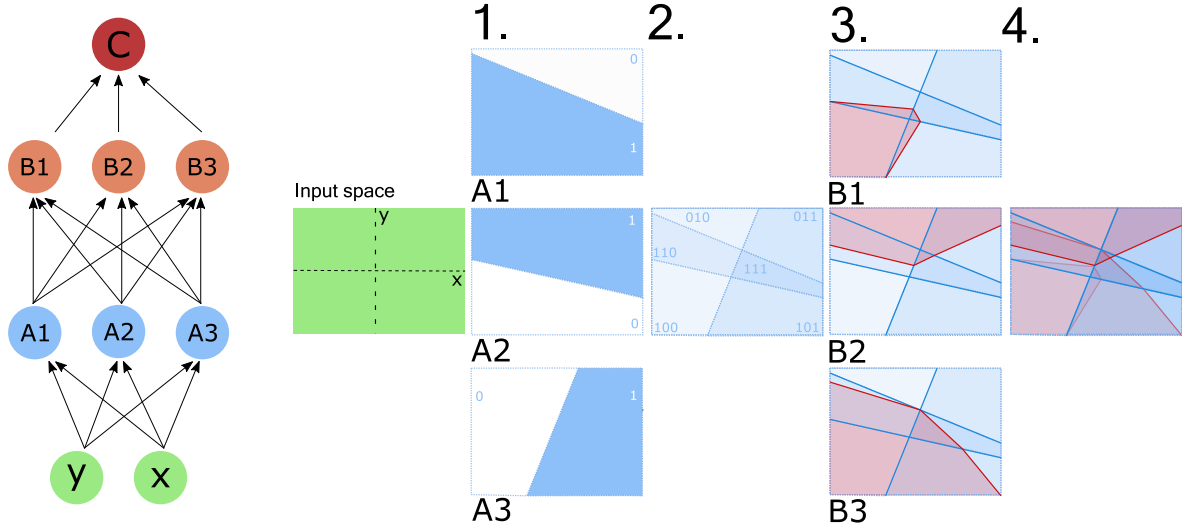 C
B1 B2 B3
A1 A2 A3
y x
Input space
y
x
1. 2. 3. 4.
0
1
A1
1
0
A2
0
1
A3
010
011
110
111
100
101
B1
B2
B3